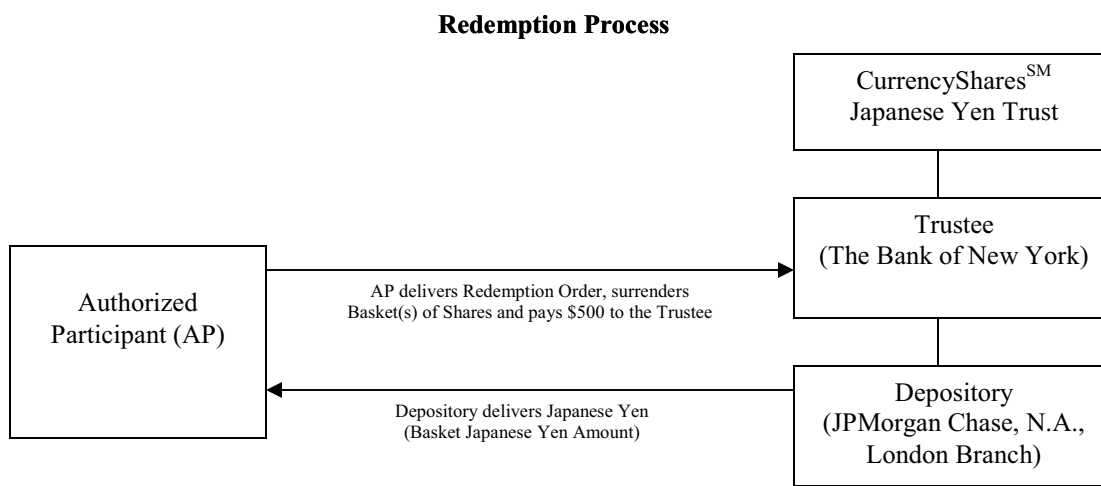 Redemption Process
CurrencyShares^SM
Japanese Yen Trust
Trustee
(The Bank of New York)
Authorized
Participant (AP)
AP delivers Redemption Order, surrenders
Basket(s) of Shares and pays $500 to the Trustee
Depository delivers Japanese Yen
(Basket Japanese Yen Amount)
Depository
(JPMorgan Chase, N.A.,
London Branch)